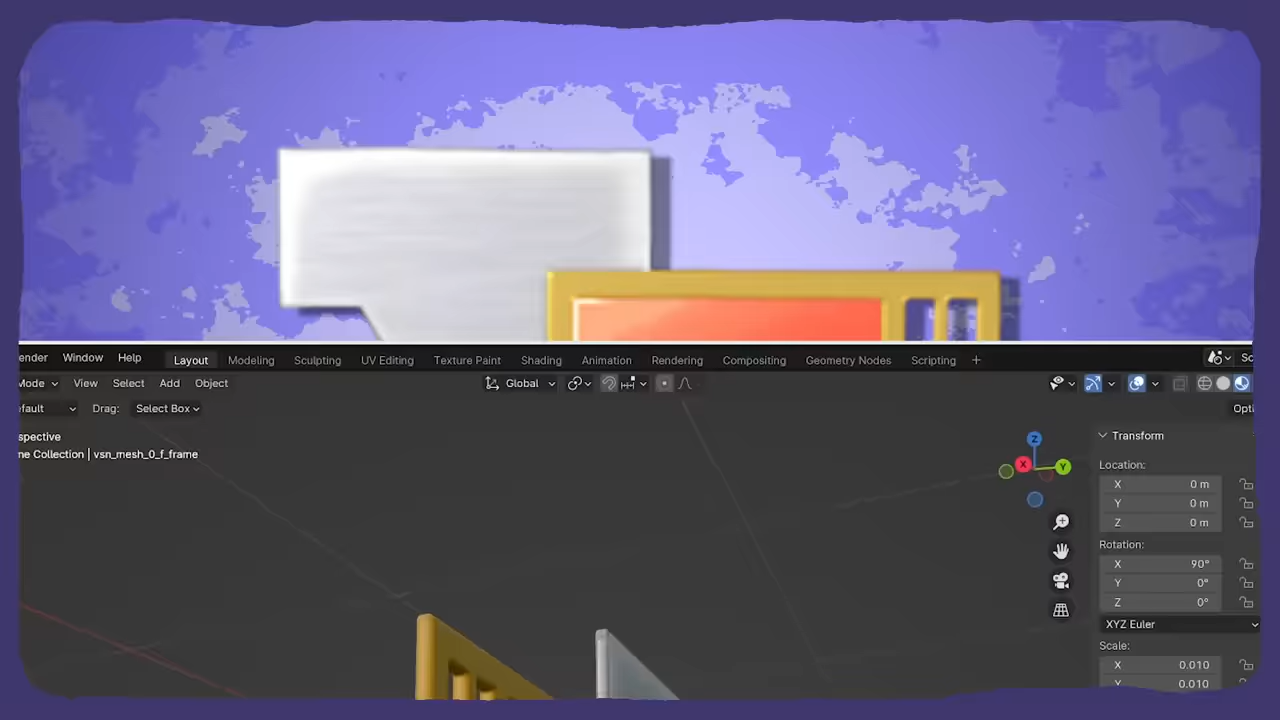 ender Window Help Layout Modeling Sculpting UV Editing Texture Paint Shading Animation Rendering Compositing Geometry Nodes Scripting + Sc
Mode View Select Add Object Global
efault Drag: Select Box Opti
spective
ne Collection | vsn_mesh_0_f_frame
Z
X
Y
Transform
Location:
X 0 m
Y 0 m
Z 0 m
Rotation:
X 90°
Y 0°
Z 0°
XYZ Euler
Scale:
X 0.010
Y 0.010